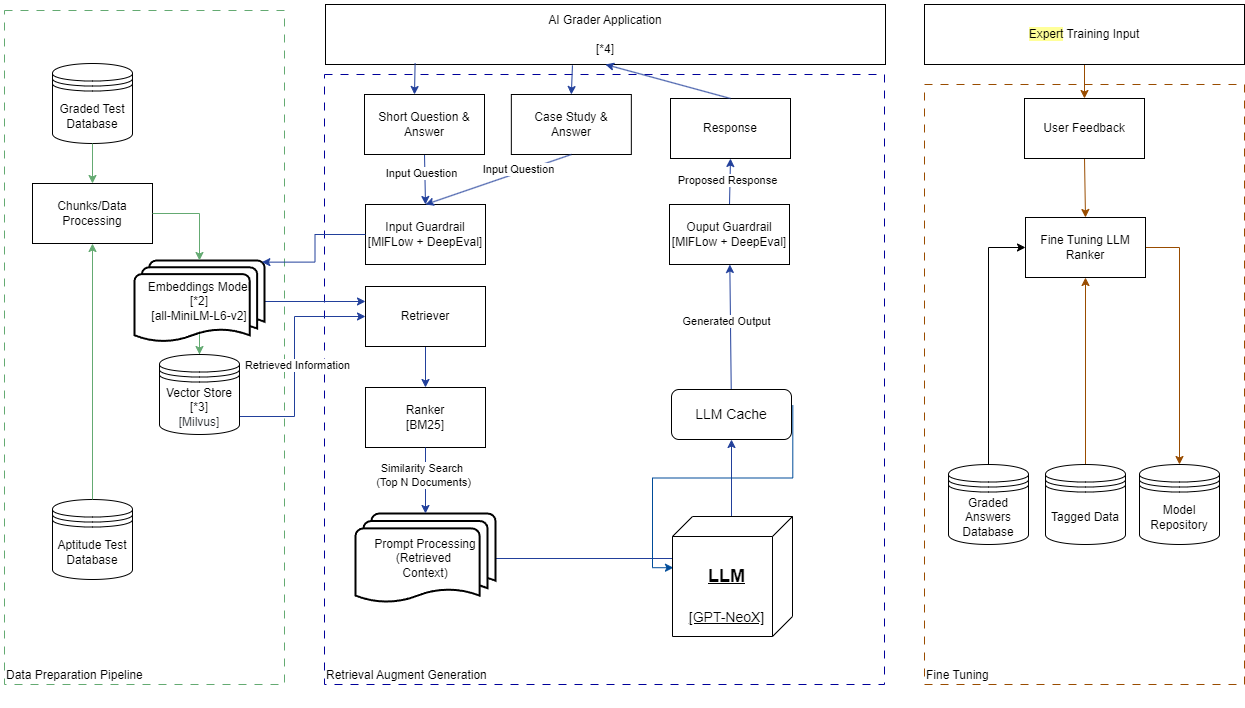 AI Grader Application
[*4]
Expert Training Input
Graded Test
Database
Chunks/Data
Processing
Embeddings Mode
[*2]
[all-MiniLM-L6-v2]
Vector Store
[*3]
[Milvus]
Aptitude Test
Database
Data Preparation Pipeline
Short Question &
Answer
Case Study &
Answer
Input Question
Input Question
Input Guardrail
[MIFLow + DeepEval]
Retriever
Retrieved Information
Ranker
[BM25]
Similarity Search
(Top N Documents)
Prompt Processing
(Retrieved
Context)
Response
Proposed Response
Ouput Guardrail
[MIFLow + DeepEval]
Generated Output
LLM Cache
LLM
[GPT-NeoX]
Retrieval Augment Generation
User Feedback
Fine Tuning LLM
Ranker
Graded
Answers
Database
Tagged Data
Model
Repository
Fine Tuning